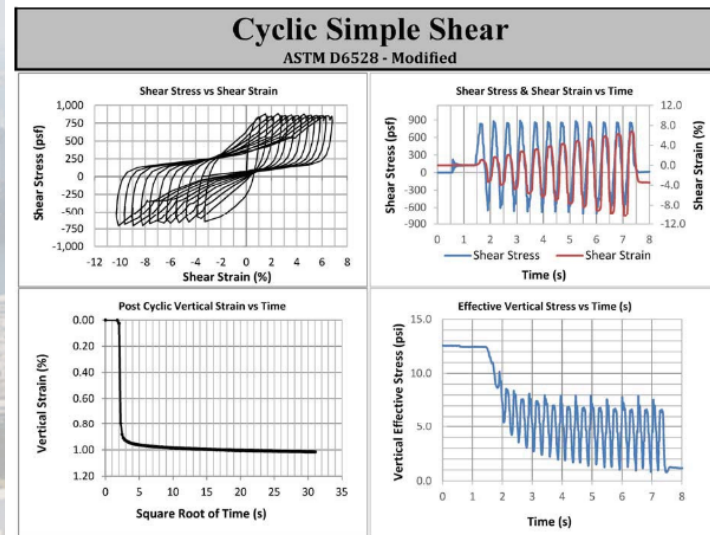 Cyclic Simple Shear
ASTM D6528 - Modified
Shear Stress vs Shear Strain
Shear Stress (psf)
1,000
750
500
250
0
-250
-500
-750
-1,000
-12 -10 -8 -6 -4 -2 0 2 4 6 8
Shear Strain (%)
Shear Stress & Shear Strain vs Time
Shear Stress (psf)
900
600
300
0
-300
-600
-900
12.0
8.0
4.0
0.0
-4.0
-8.0
-12.0
Shear Strain (%)
0 1 2 3 4 5 6 7 8
Shear Stress Shear Strain
Time (s)
Post Cyclic Vertical Strain vs Time
Vertical Strain (%)
0.00
0.20
0.40
0.60
0.80
1.00
1.20
0 5 10 15 20 25 30 35
Square Root of Time (s)
Effective Vertical Stress vs Time (s)
Vertical Effective Stress (psi)
15.0
10.0
5.0
0.0
0 1 2 3 4 5 6 7 8
Time (s)